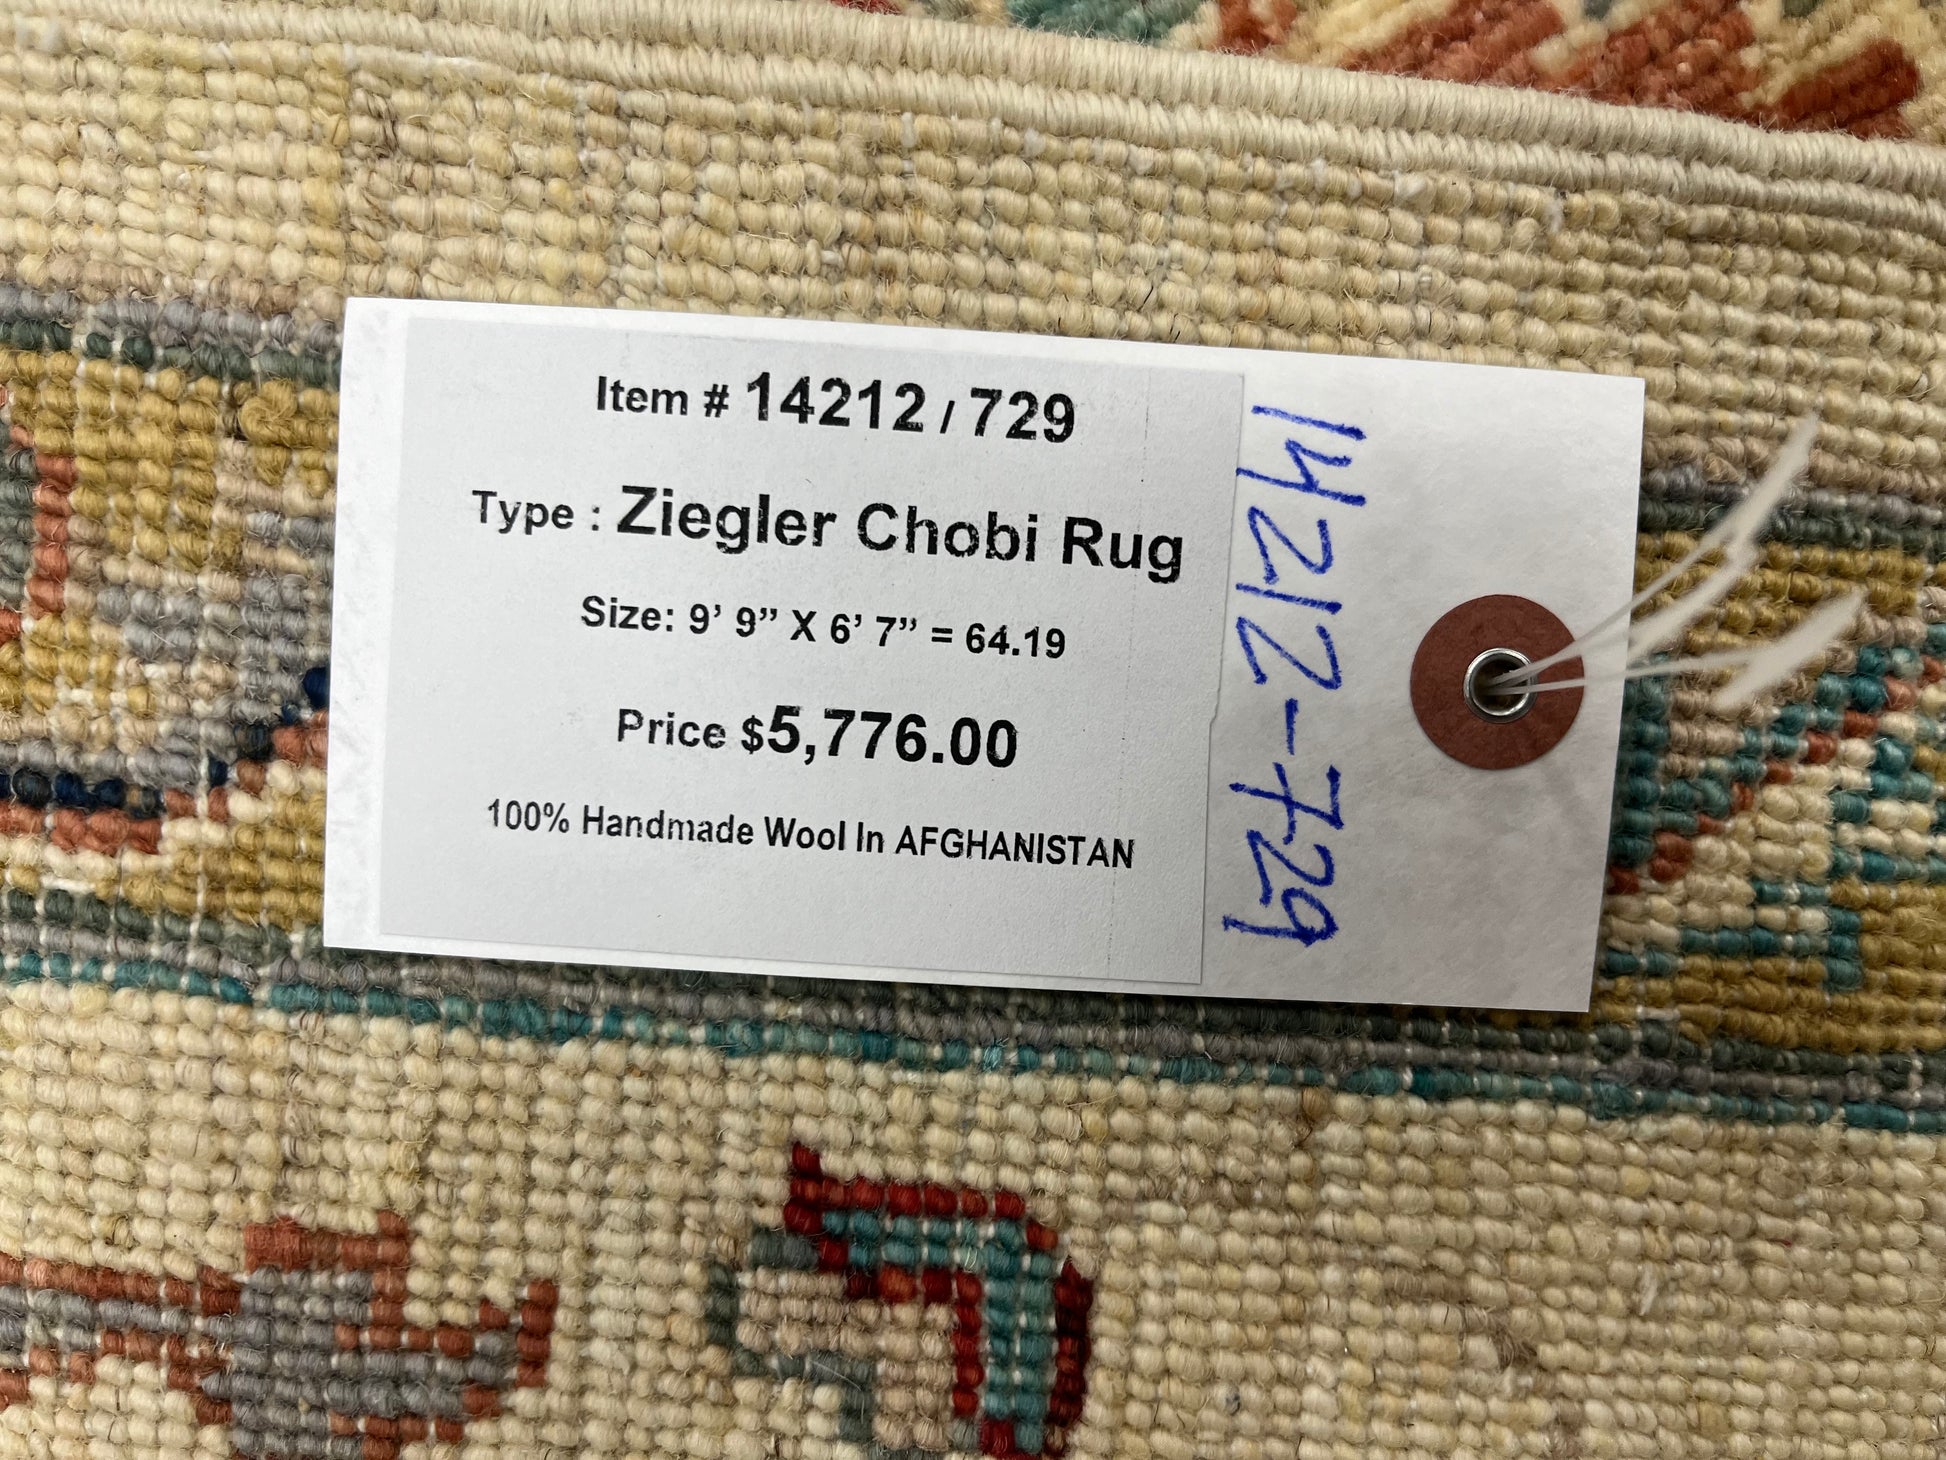 Item # 14212 / 729
Type : Ziegler Chobi Rug
Size: 9’ 9” X 6’ 7” = 64.19
Price $5,776.00
100% Handmade Wool In AFGHANISTAN
14212-729